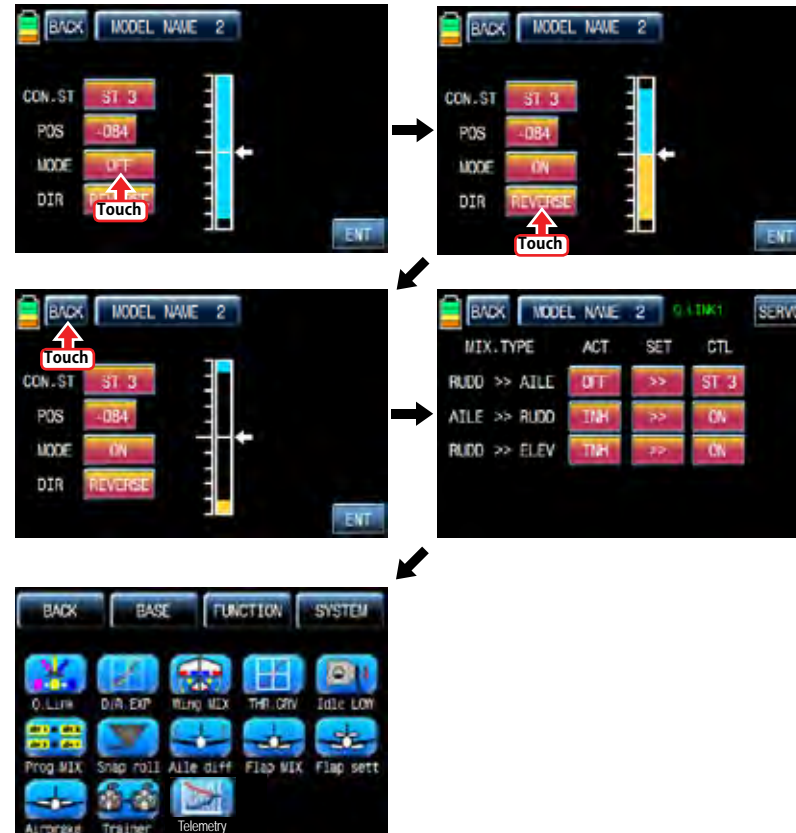 BACK MODEL NAME 2
CON.ST ST 3
POS -084
MODE OFF
DIR REVERSE
Touch
ENT
BACK MODEL NAME 2
CON.ST ST 3
POS -084
MODE ON
DIR REVERSE
Touch
ENT
BACK MODEL NAME 2
Touch
CON.ST ST 3
POS -084
MODE ON
DIR REVERSE
ENT
BACK MODEL NAME 2 Q.LINK1 SERVO
MIX.TYPE ACT SET CTL
RUDD >> AILE OFF >> ST 3
AILE >> RUDD INH >> ON
RUDD >> ELEV INH >> ON
BACK BASE FUNCTION SYSTEM
Q.Link D/R.EXP Wing MIX THR.CRV Idle LOW
Prog.MIX Snap roll Aile diff Flap MIX Flap sett
Airbrake Trainer Telemetry